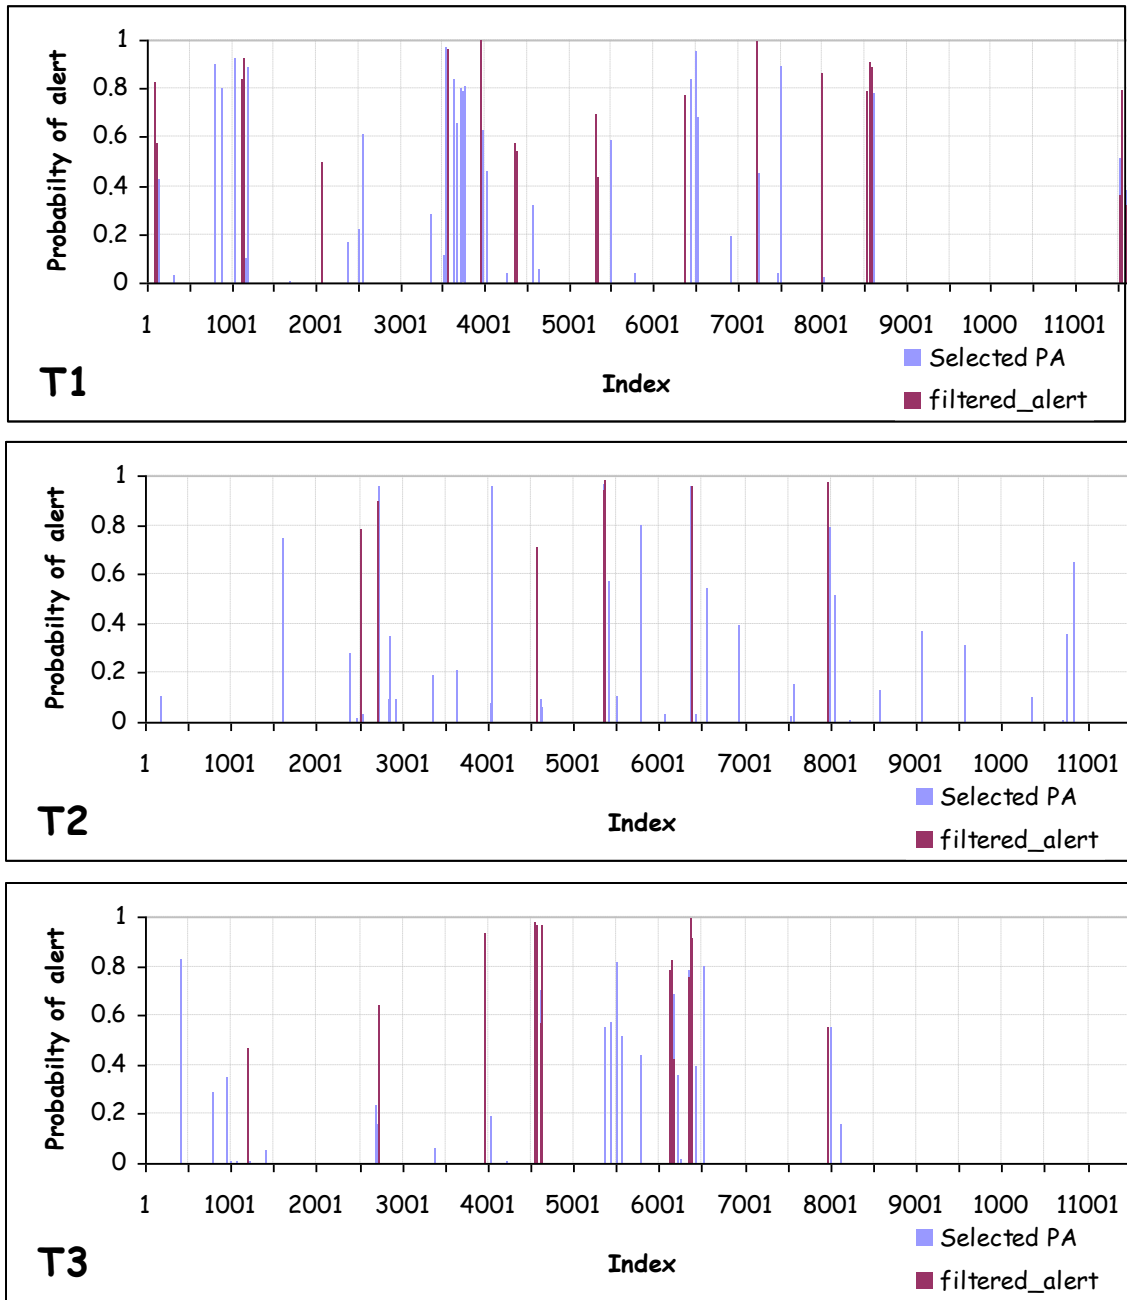 1
0.8
0.6
0.4
0.2
0
Probabilty of alert
1 1001 2001 3001 4001 5001 6001 7001 8001 9001 1000 11001
Selected PA
T1 Index
filtered_alert
1
0.8
0.6
0.4
0.2
0
Probabilty of alert
1 1001 2001 3001 4001 5001 6001 7001 8001 9001 1000 11001
Selected PA
T2 Index
filtered_alert
1
0.8
0.6
0.4
0.2
0
Probabilty of alert
1 1001 2001 3001 4001 5001 6001 7001 8001 9001 1000 11001
Selected PA
T3 Index
filtered_alert